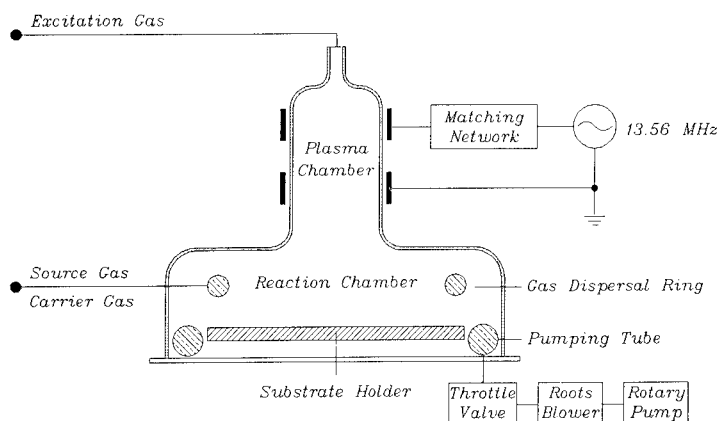 Excitation Gas
Matching
Network
13.56 MHz
Plasma
Chamber
Source Gas
Carrier Gas
Reaction Chamber
Gas Dispersal Ring
Pumping Tube
Substrate Holder
Throttle
Valve
Roots
Blower
Rotary
Pump